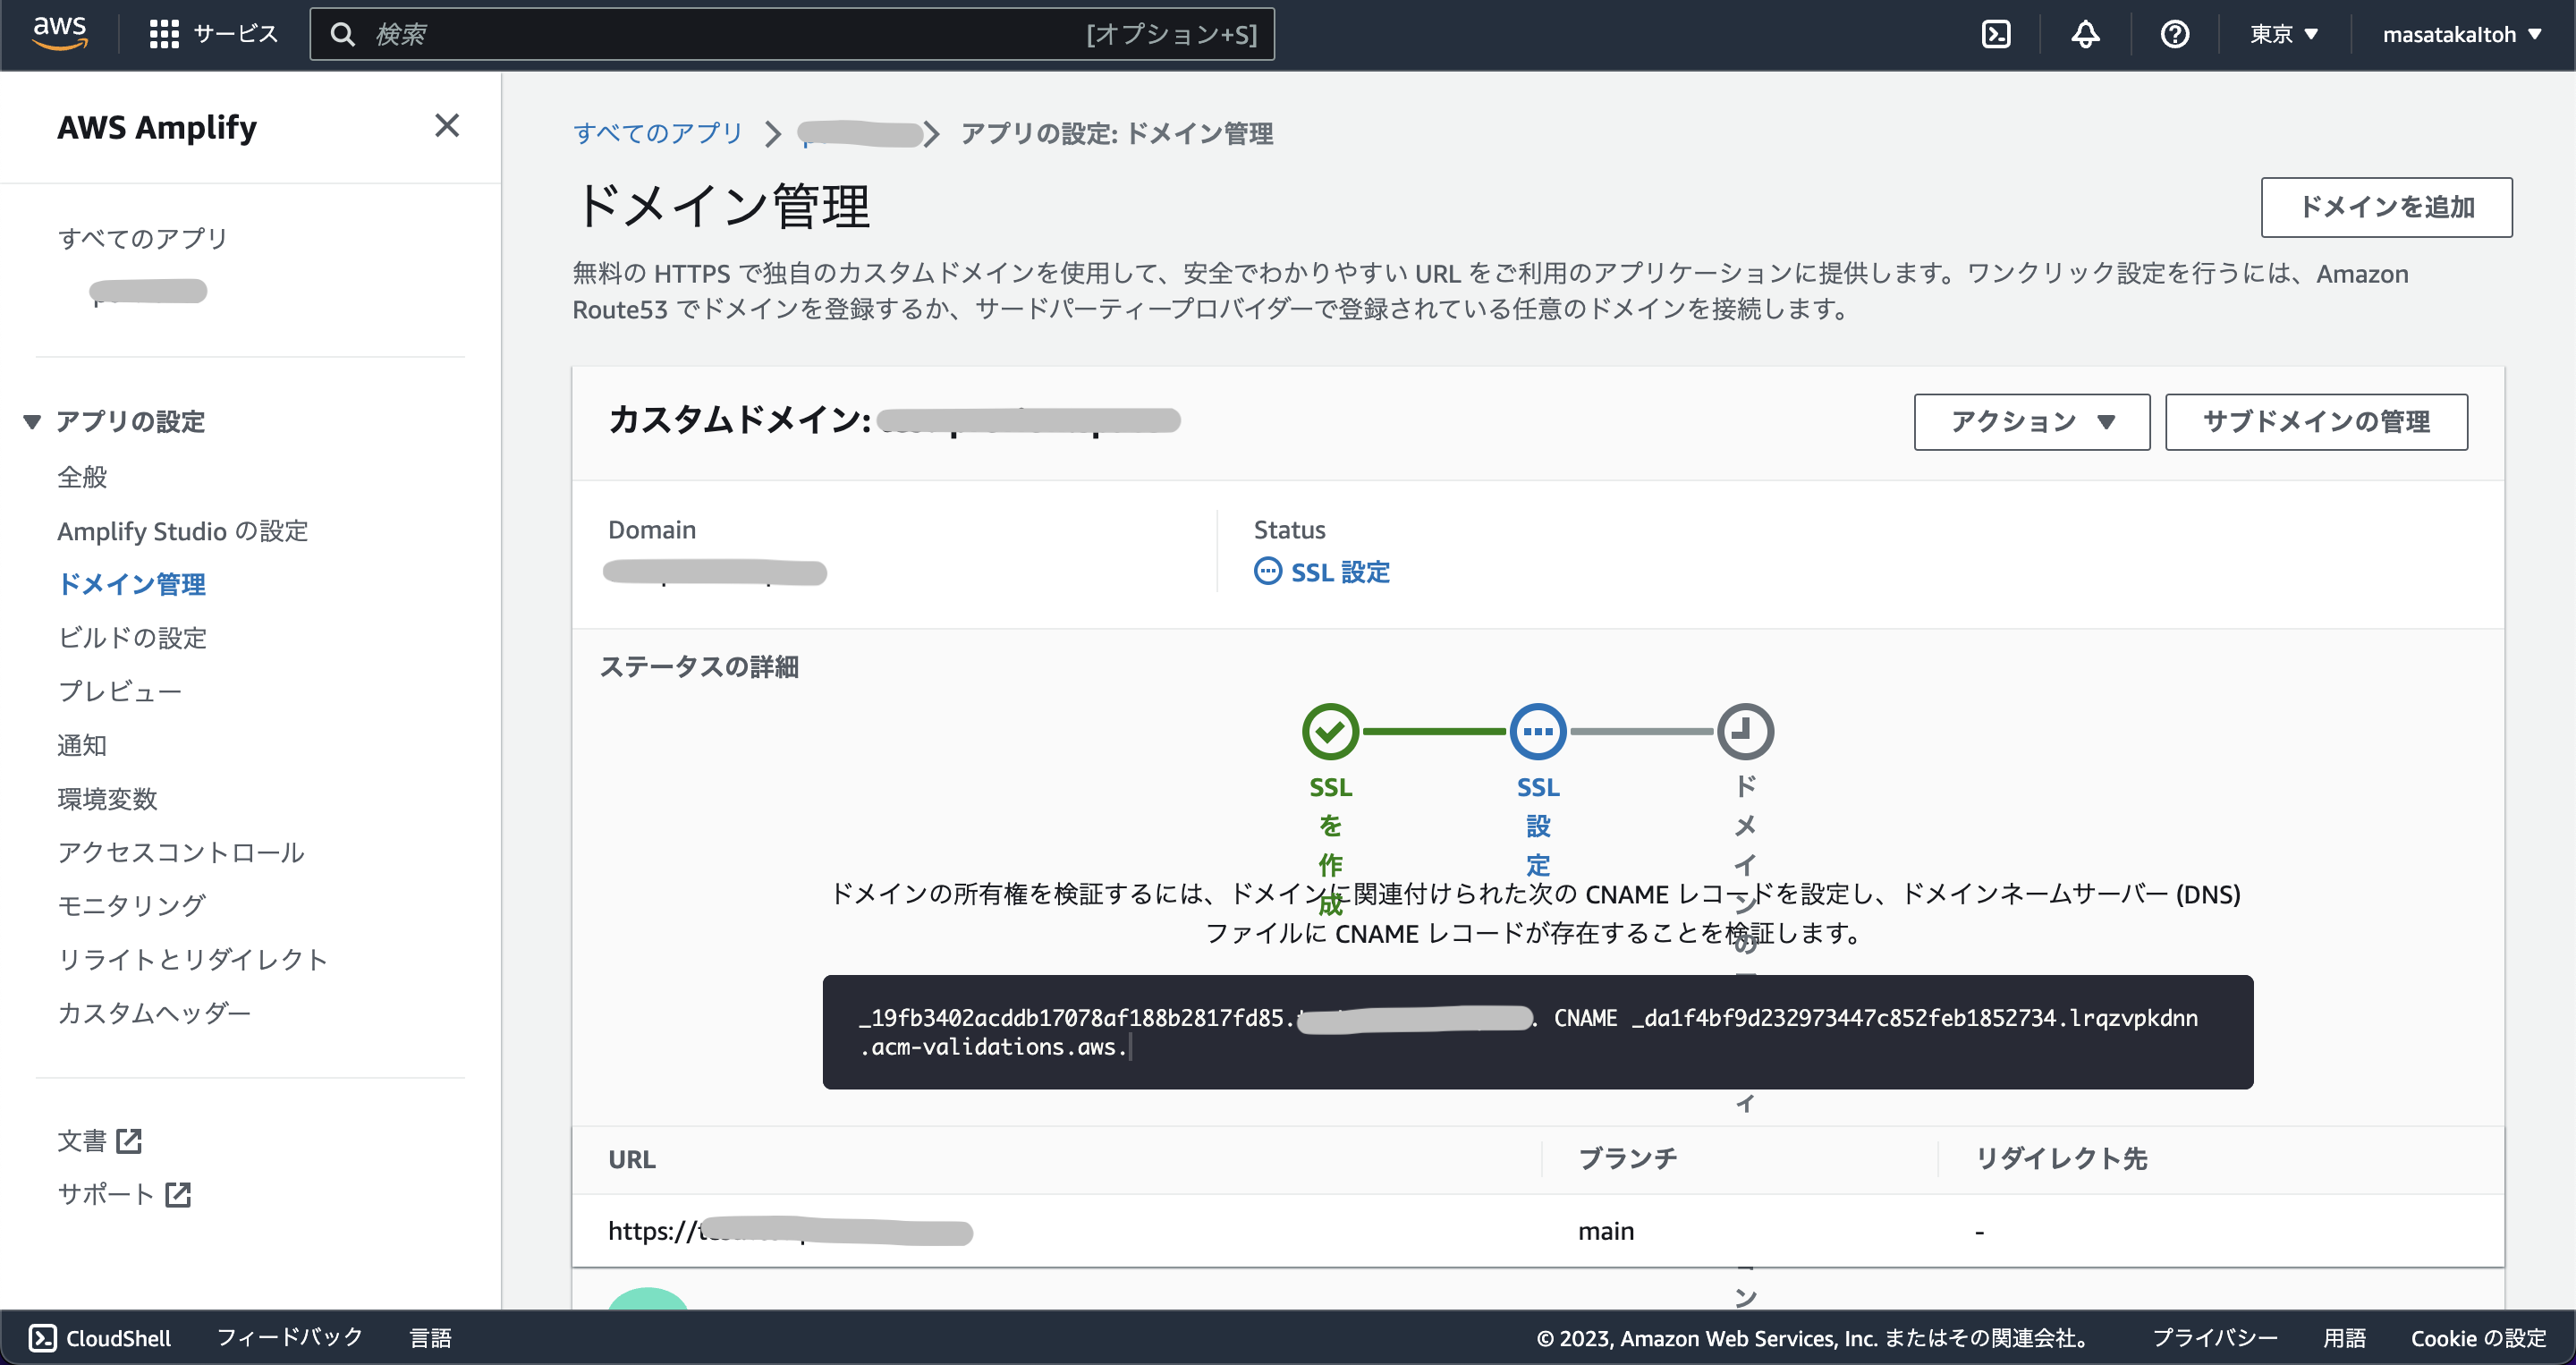 aws
サービス
検索
[オプション+S]
東京
masatakaItoh
AWS Amplify
すべてのアプリ
アプリの設定
全般
Amplify Studio の設定
ドメイン管理
ビルドの設定
プレビュー
通知
環境変数
アクセスコントロール
モニタリング
リライトとリダイレクト
カスタムヘッダー
文書
サポート
すべてのアプリ
アプリの設定: ドメイン管理
ドメイン管理
ドメインを追加
無料の HTTPS で独自のカスタムドメインを使用して、安全でわかりやすい URL をご利用のアプリケーションに提供します。ワンクリック設定を行うには、Amazon
Route53 でドメインを登録するか、サードパーティープロバイダーで登録されている任意のドメインを接続します。
カスタムドメイン:
アクション
サブドメインの管理
Domain
Status
SSL 設定
ステータスの詳細
SSL を作成
SSL 設定
ドメインの
ドメインの所有権を検証するには、ドメインに関連付けられた次の CNAME レコードを設定し、ドメインネームサーバー (DNS)
ファイルに CNAME レコードが存在することを検証します。
_19fb3402acddb17078af188b2817fd85. . CNAME _da1f4bf9d232973447c852feb1852734.lrqzvpkdnn
.acm-validations.aws.
ィ
URL
ブランチ
リダイレクト先
https://
main
-
ン
CloudShell
フィードバック
言語
© 2023, Amazon Web Services, Inc. またはその関連会社。
プライバシー
用語
Cookie の設定